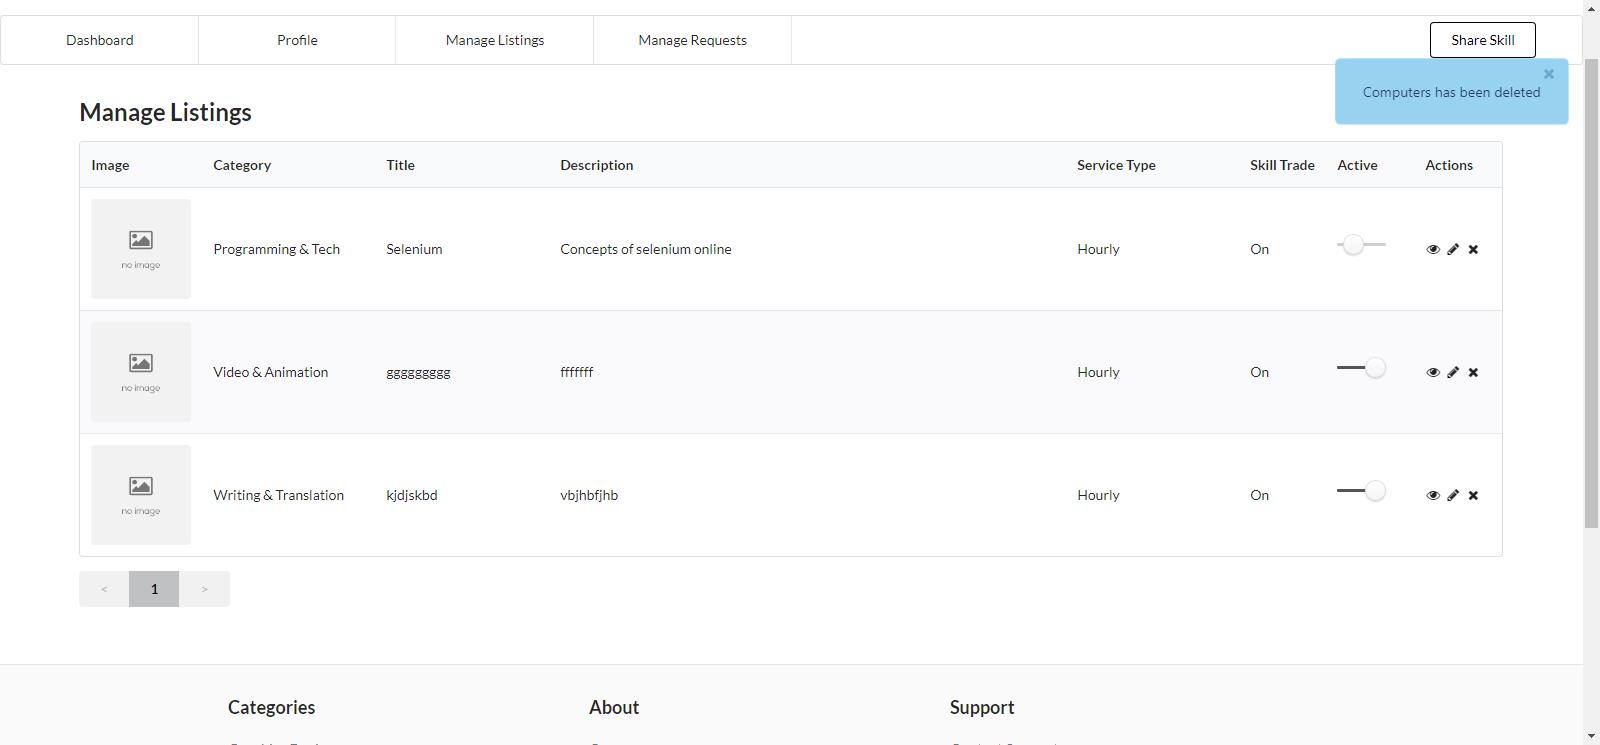 Dashboard Profile Manage Listings Manage Requests Share Skill
Computers has been deleted
Manage Listings
Image Category Title Description Service Type Skill Trade Active Actions
no image Programming & Tech Selenium Concepts of selenium online Hourly On
no image Video & Animation ggggggggg fffffff Hourly On
no image Writing & Translation kjdjskbd vbjhbfjhb Hourly On
< 1 >
Categories About Support